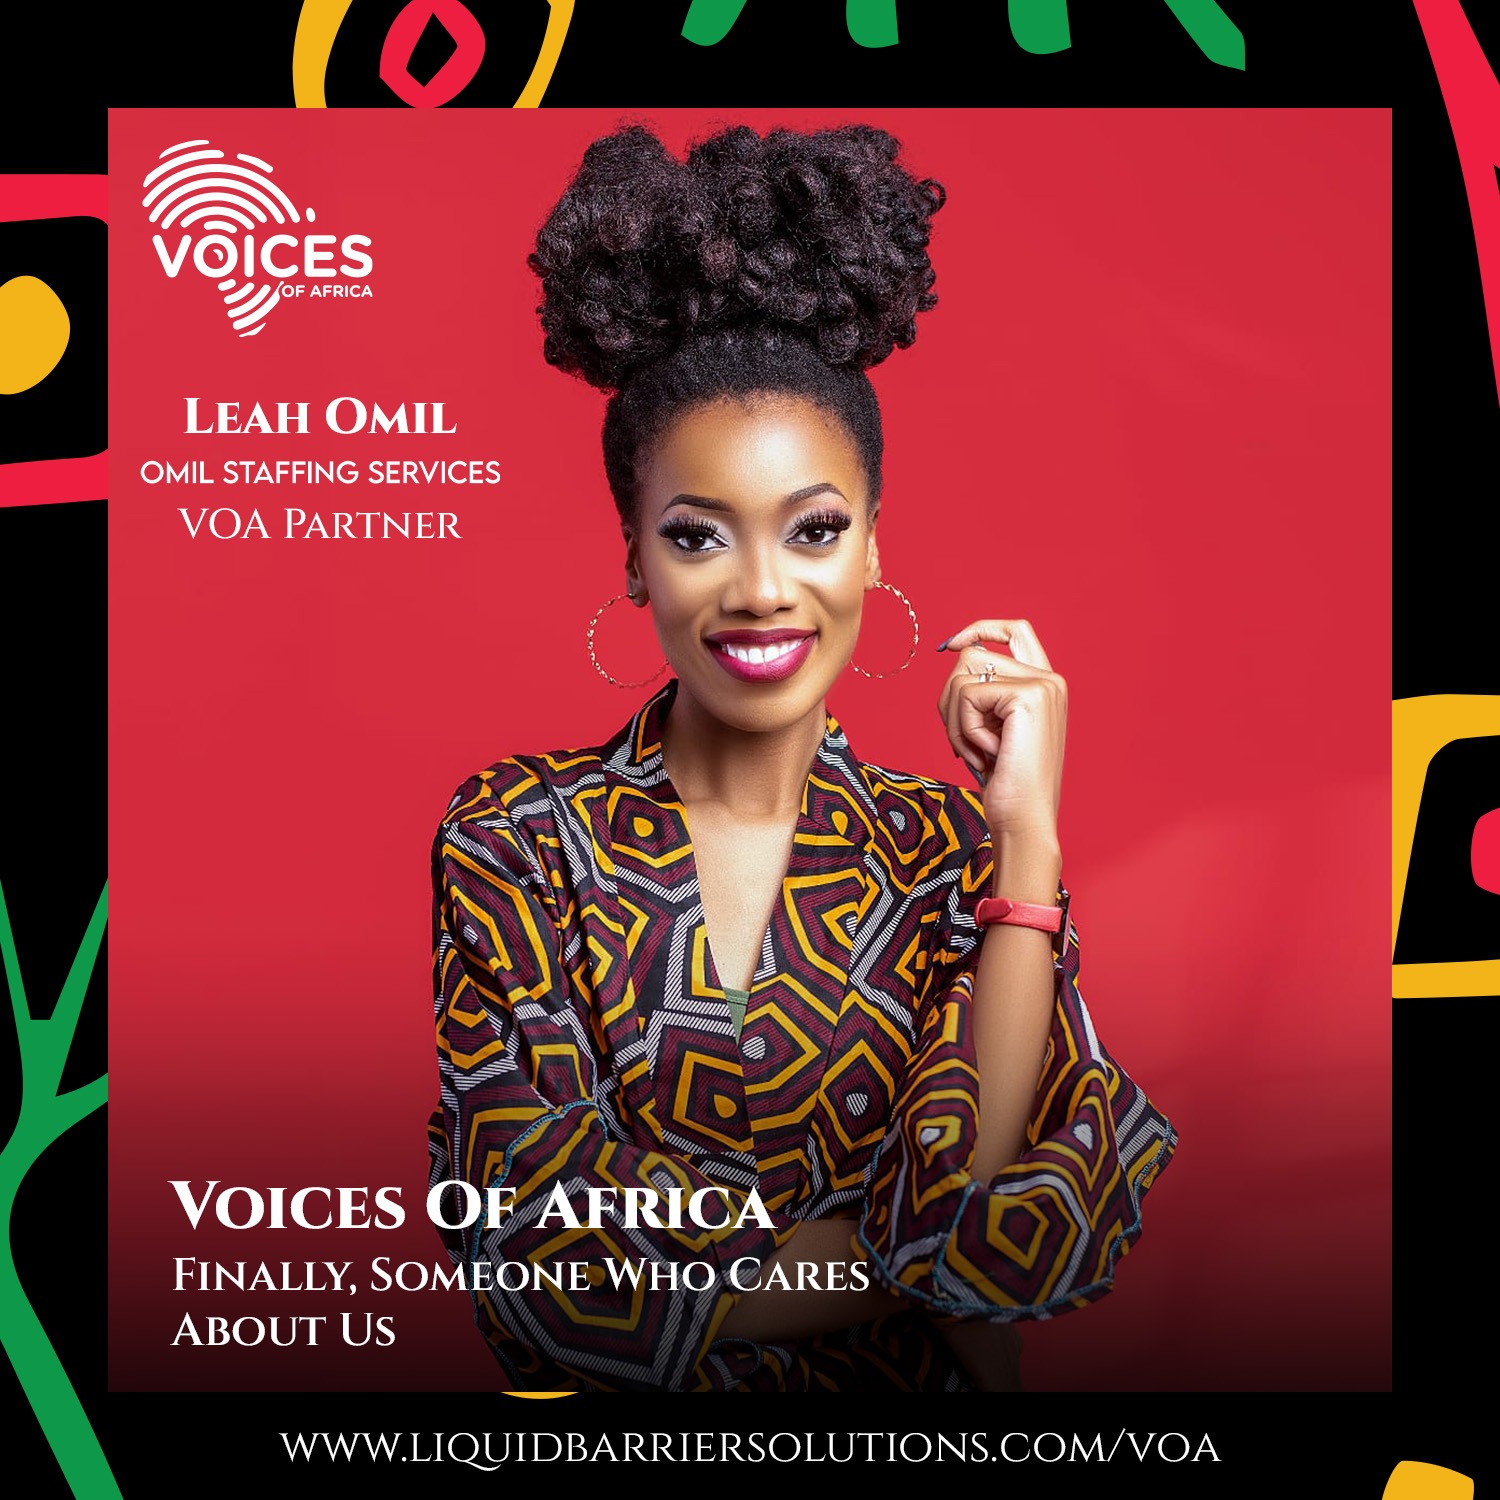 VOICES
OF AFRICA
Leah Omil
OMIL STAFFING SERVICES
VOA Partner
Voices Of Africa
Finally, Someone Who Cares
About Us
www.liquidbarriersolutions.com/voa